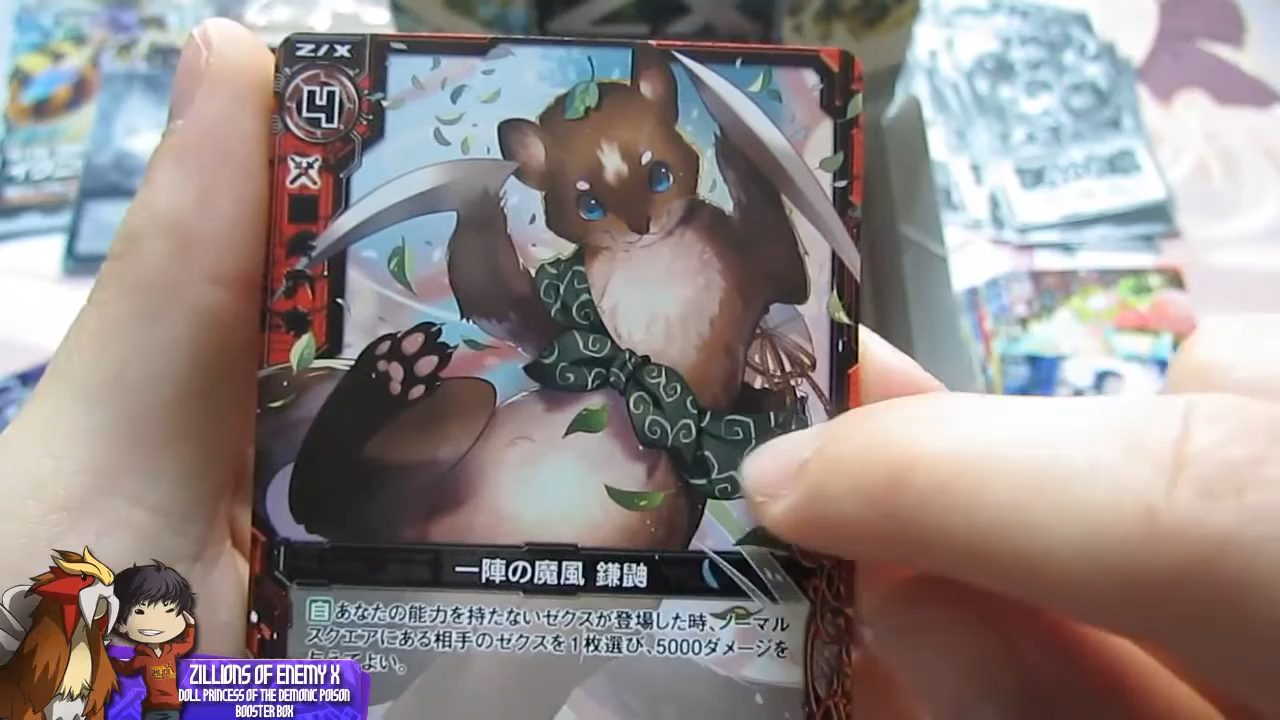 Z/X
4
一陣の魔風 鎌鼬
自 あなたの能力を持たないゼクスが登場した時、ノーマル
スクエアにある相手のゼクスを1枚選び、5000ダメージを
与えてよい。
ZILLIONS OF ENEMY X
DOLL PRINCESS OF THE DEMONIC POISON
BOOSTER BOX